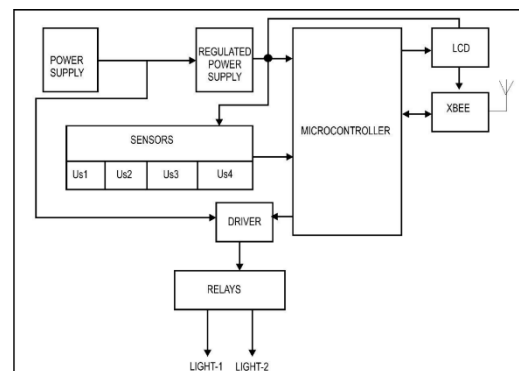 POWER
SUPPLY
REGULATED
POWER
SUPPLY
LCD
XBEE
MICROCONTROLLER
SENSORS
Us1 Us2 Us3 Us4
DRIVER
RELAYS
LIGHT-1 LIGHT-2